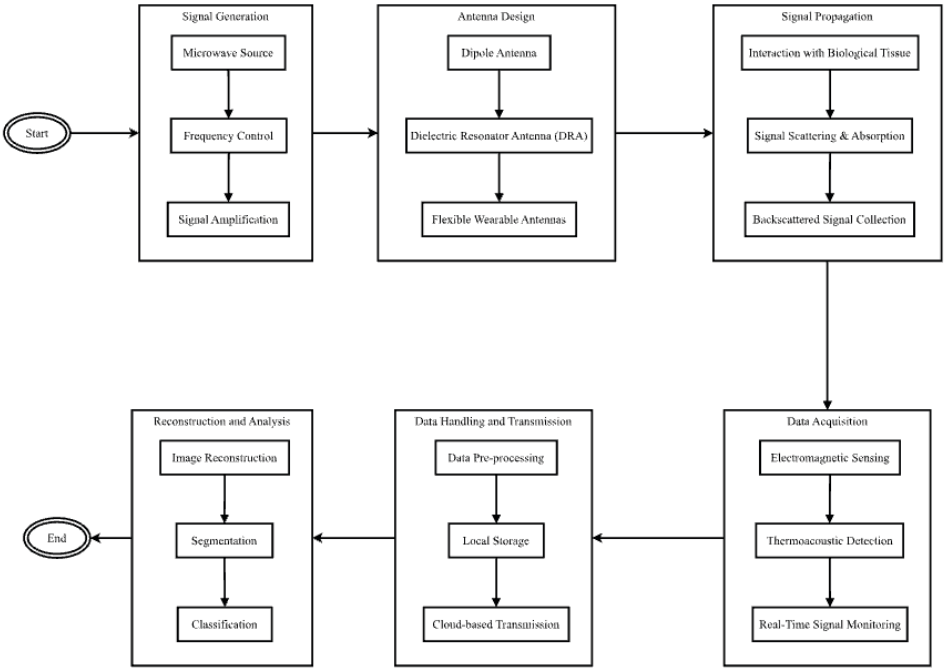 Start
Signal Generation
Microwave Source
Frequency Control
Signal Amplification
Antenna Design
Dipole Antenna
Dielectric Resonator Antenna (DRA)
Flexible Wearable Antennas
Signal Propagation
Interaction with Biological Tissue
Signal Scattering & Absorption
Backscattered Signal Collection
Data Acquisition
Electromagnetic Sensing
Thermoacoustic Detection
Real-Time Signal Monitoring
Data Handling and Transmission
Data Pre-processing
Local Storage
Cloud-based Transmission
Reconstruction and Analysis
Image Reconstruction
Segmentation
Classification
End